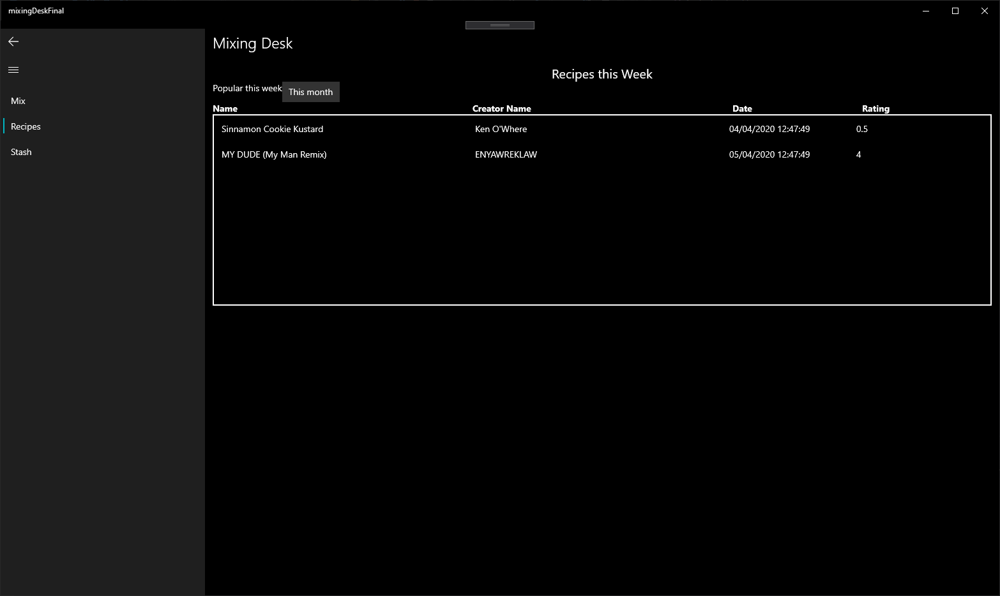 mixingDeskFinal
Mixing Desk
Recipes this Week
Popular this week This month
Mix
Name Creator Name Date Rating
Recipes
Sinnamon Cookie Kustard Ken O'Where 04/04/2020 12:47:49 0.5
Stash
MY DUDE (My Man Remix) ENYAWREKLAW 05/04/2020 12:47:49 4